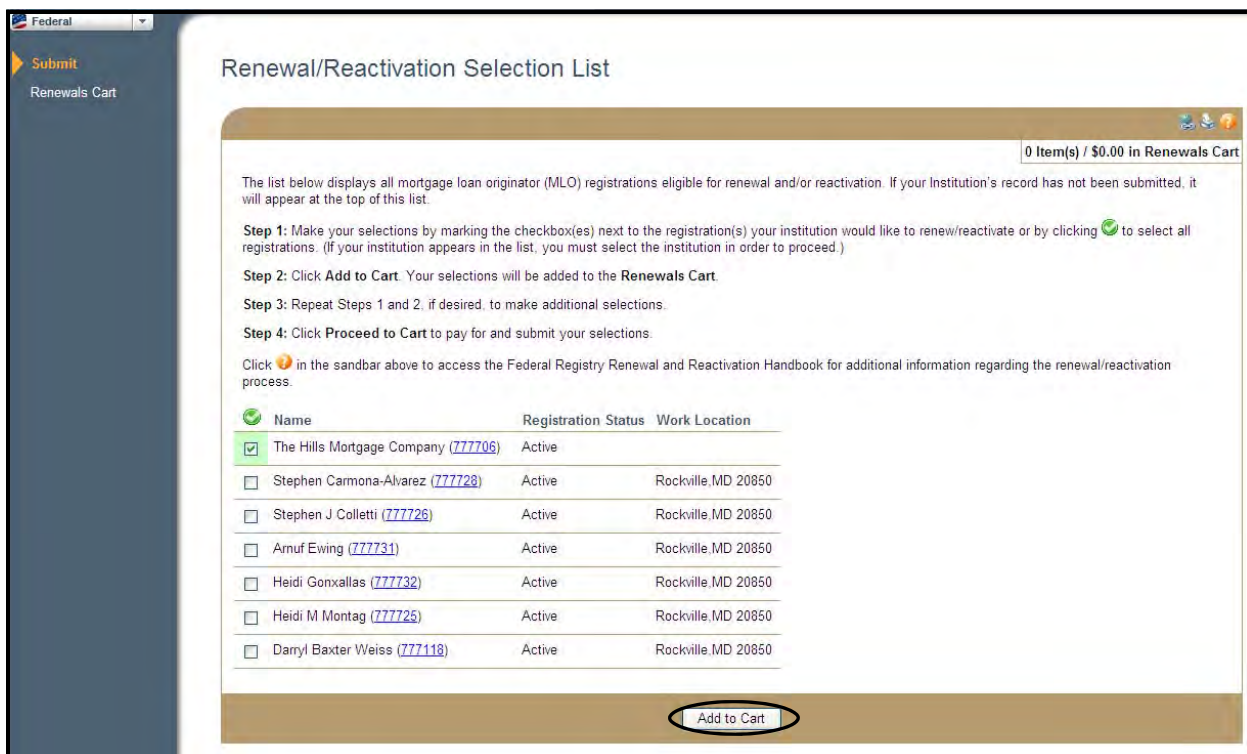 Federal
Submit
Renewals Cart
Renewal/Reactivation Selection List
0 Item(s) / $0.00 in Renewals Cart
The list below displays all mortgage loan originator (MLO) registrations eligible for renewal and/or reactivation. If your Institution's record has not been submitted, it
will appear at the top of this list.
Step 1: Make your selections by marking the checkbox(es) next to the registration(s) your institution would like to renew/reactivate or by clicking to select all
registrations. (If your institution appears in the list, you must select the institution in order to proceed.)
Step 2: Click Add to Cart. Your selections will be added to the Renewals Cart.
Step 3: Repeat Steps 1 and 2, if desired, to make additional selections.
Step 4: Click Proceed to Cart to pay for and submit your selections.
Click ? in the sandbar above to access the Federal Registry Renewal and Reactivation Handbook for additional information regarding the renewal/reactivation
process.
Name Registration Status Work Location
The Hills Mortgage Company (777706) Active
Stephen Carmona-Alvarez (777728) Active Rockville,MD 20850
Stephen J Colletti (777726) Active Rockville,MD 20850
Arnuf Ewing (777731) Active Rockville,MD 20850
Heidi Gonxallas (777732) Active Rockville,MD 20850
Heidi M Montag (777725) Active Rockville,MD 20850
Darryl Baxter Weiss (777118) Active Rockville,MD 20850
Add to Cart